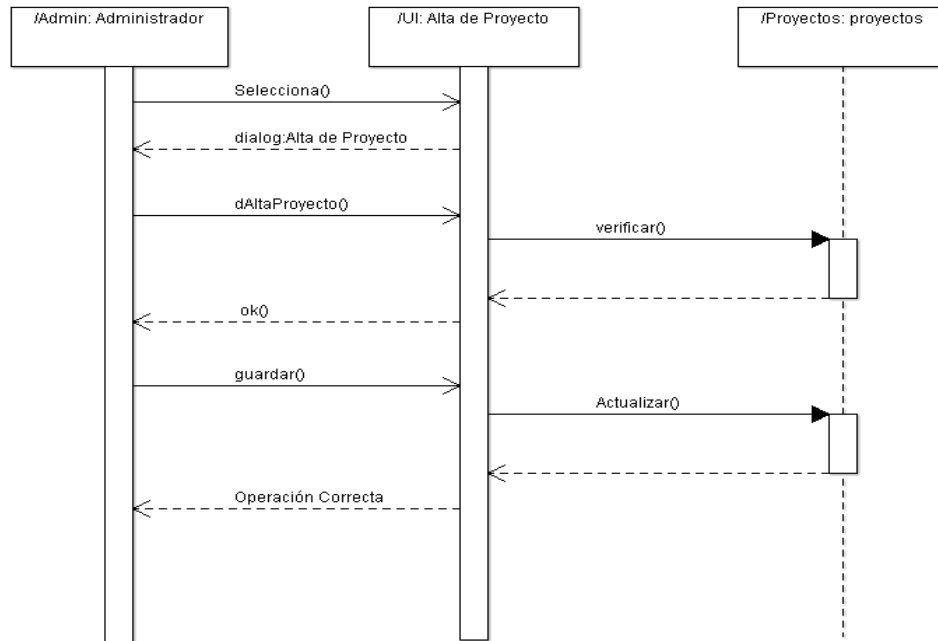 /Admin: Administrador
/UI: Alta de Proyecto
/Proyectos: proyectos
Selecciona()
dialog:Alta de Proyecto
dAltaProyecto()
verificar()
ok()
guardar()
Actualizar()
Operación Correcta